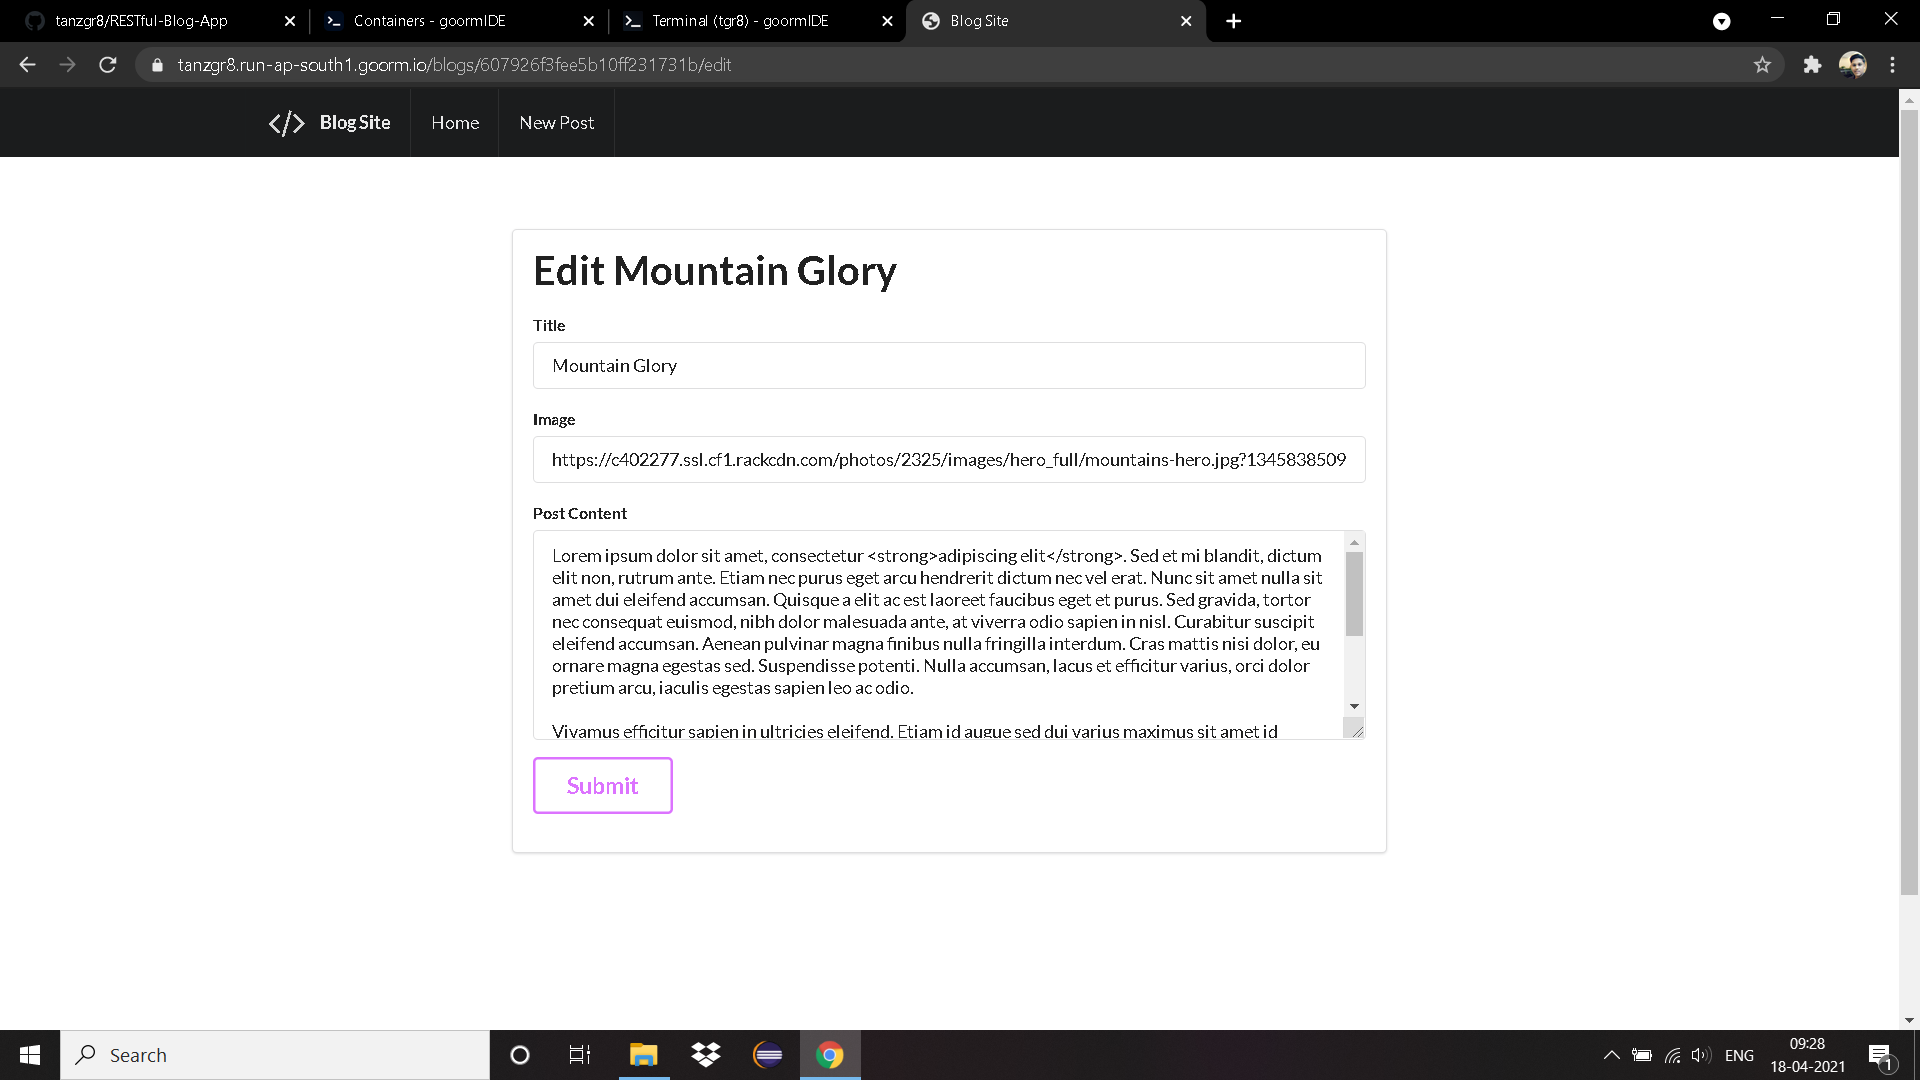 tanzgr8/RESTful-Blog-App
Containers - goormIDE
Terminal (tgr8) - goormIDE
Blog Site
tanzgr8.run-ap-south1.goorm.io/blogs/607926f3fee5b10ff231731b/edit
</> Blog Site
Home
New Post
Edit Mountain Glory
Title
Mountain Glory
Image
https://c402277.ssl.cf1.rackcdn.com/photos/2325/images/hero_full/mountains-hero.jpg?1345838509
Post Content
Lorem ipsum dolor sit amet, consectetur <strong>adipiscing elit</strong>. Sed et mi blandit, dictum
elit non, rutrum ante. Etiam nec purus eget arcu hendrerit dictum nec vel erat. Nunc sit amet nulla sit
amet dui eleifend accumsan. Quisque a elit ac est laoreet faucibus eget et purus. Sed gravida, tortor
nec consequat euismod, nibh dolor malesuada ante, at viverra odio sapien in nisl. Curabitur suscipit
eleifend accumsan. Aenean pulvinar magna finibus nulla fringilla interdum. Cras mattis nisi dolor, eu
ornare magna egestas sed. Suspendisse potenti. Nulla accumsan, lacus et efficitur varius, orci dolor
pretium arcu, iaculis egestas sapien leo ac odio.
Vivamus efficitur sapien in ultricies eleifend. Etiam id augue sed dui varius maximus sit amet id
Submit
Search
ENG
09:28
18-04-2021
1